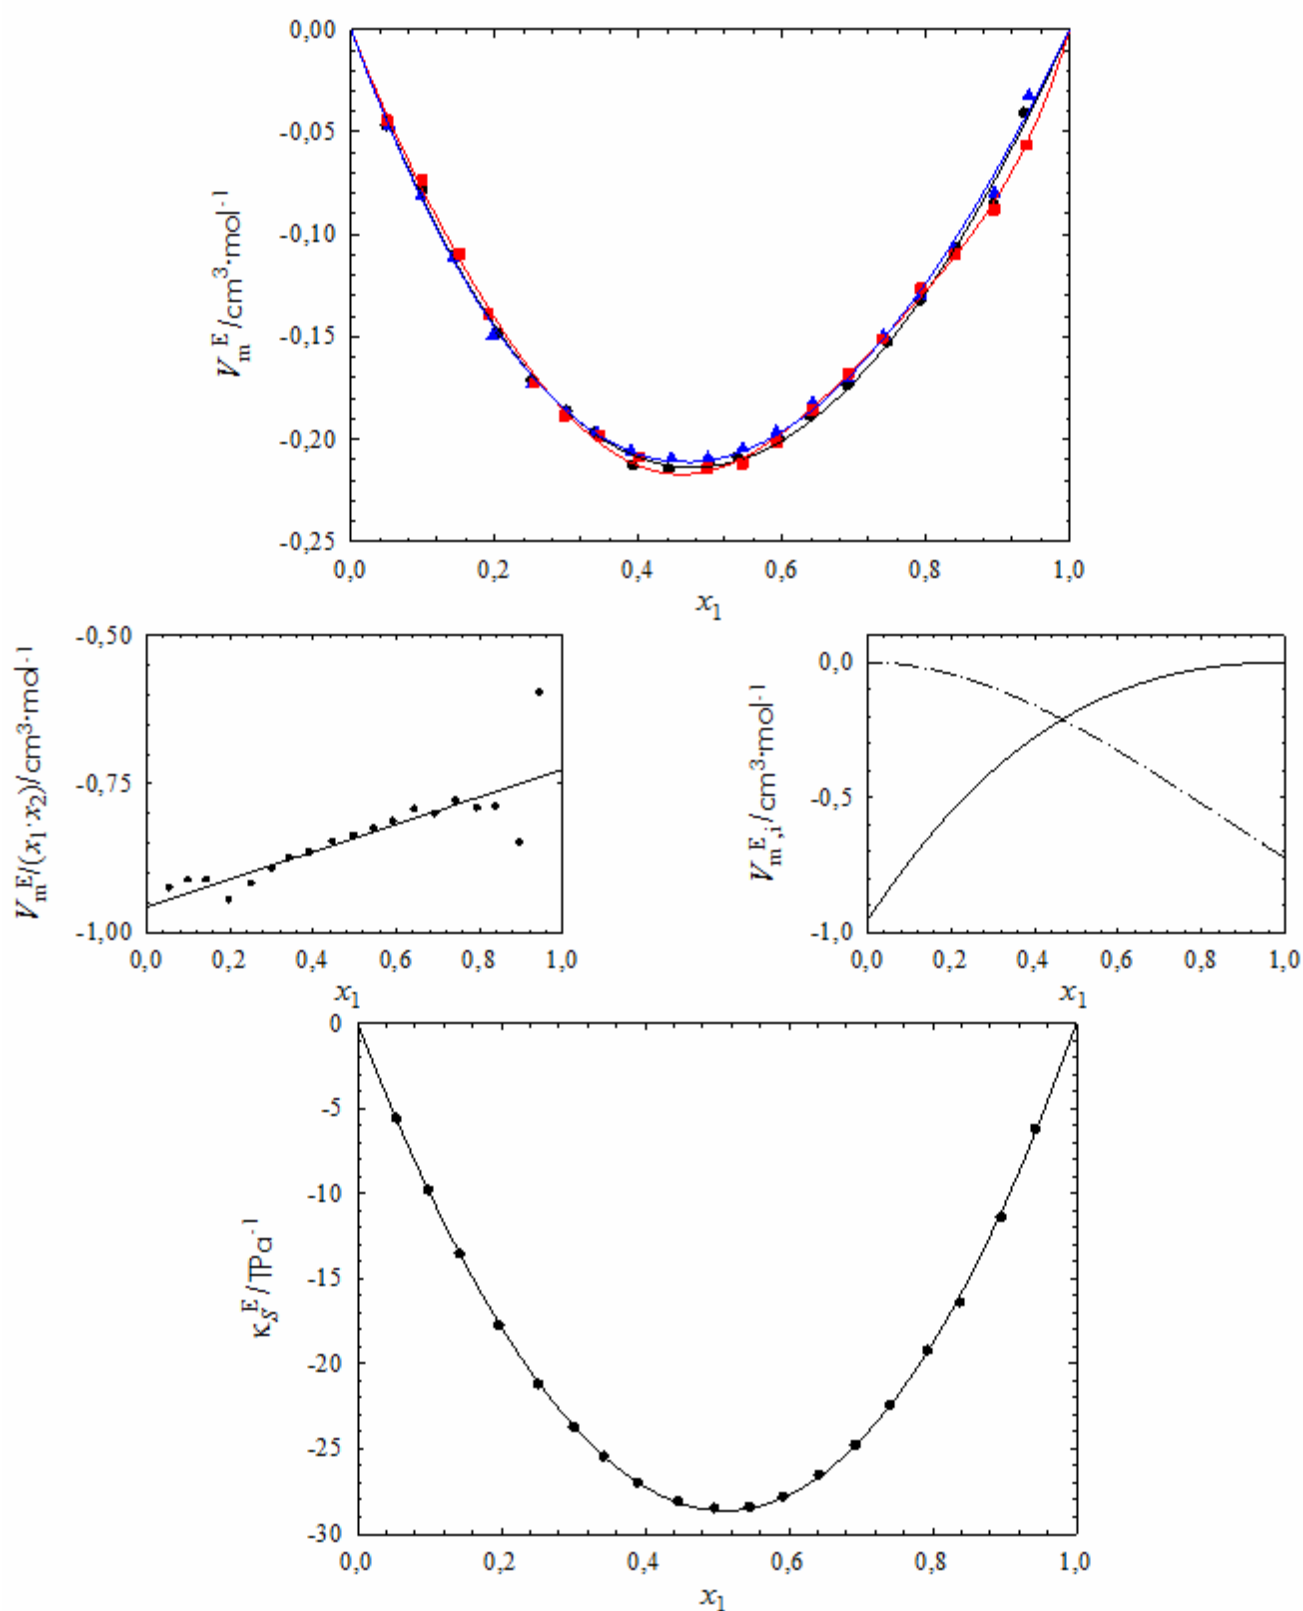 0,00
-0,05
-0,10
-0,15
-0,20
-0,25
V_m^E/cm³·mol⁻¹
0,0 0,2 0,4 0,6 0,8 1,0
x₁
-0,50
-0,75
-1,00
V_m^E/(x₁·x₂)/cm³·mol⁻¹
0,0 0,2 0,4 0,6 0,8 1,0
x₁
0,0
-0,5
-1,0
V_m^E,i/cm³·mol⁻¹
0,0 0,2 0,4 0,6 0,8 1,0
x₁
0
-5
-10
-15
-20
-25
-30
κ_S^E/TPa⁻¹
0,0 0,2 0,4 0,6 0,8 1,0
x₁